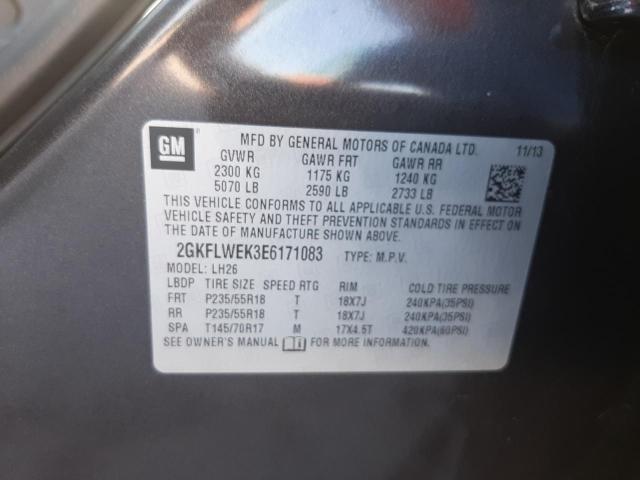 GM
MFD BY GENERAL MOTORS OF CANADA LTD. 11/13
GVWR GAWR FRT GAWR RR
2300 KG 1175 KG 1240 KG
5070 LB 2590 LB 2733 LB
THIS VEHICLE CONFORMS TO ALL APPLICABLE U.S. FEDERAL MOTOR
VEHICLE SAFETY AND THEFT PREVENTION STANDARDS IN EFFECT ON
THE DATE OF MANUFACTURE SHOWN ABOVE.
2GKFLWEK3E6171083 TYPE: M.P.V.
MODEL: LH26
LBDP TIRE SIZE SPEED RTG RIM COLD TIRE PRESSURE
FRT P235/55R18 T 18X7J 240KPA(35PSI)
RR P235/55R18 T 18X7J 240KPA(35PSI)
SPA T145/70R17 M 17X4.5T 420KPA(60PSI)
SEE OWNER'S MANUAL FOR MORE INFORMATION.